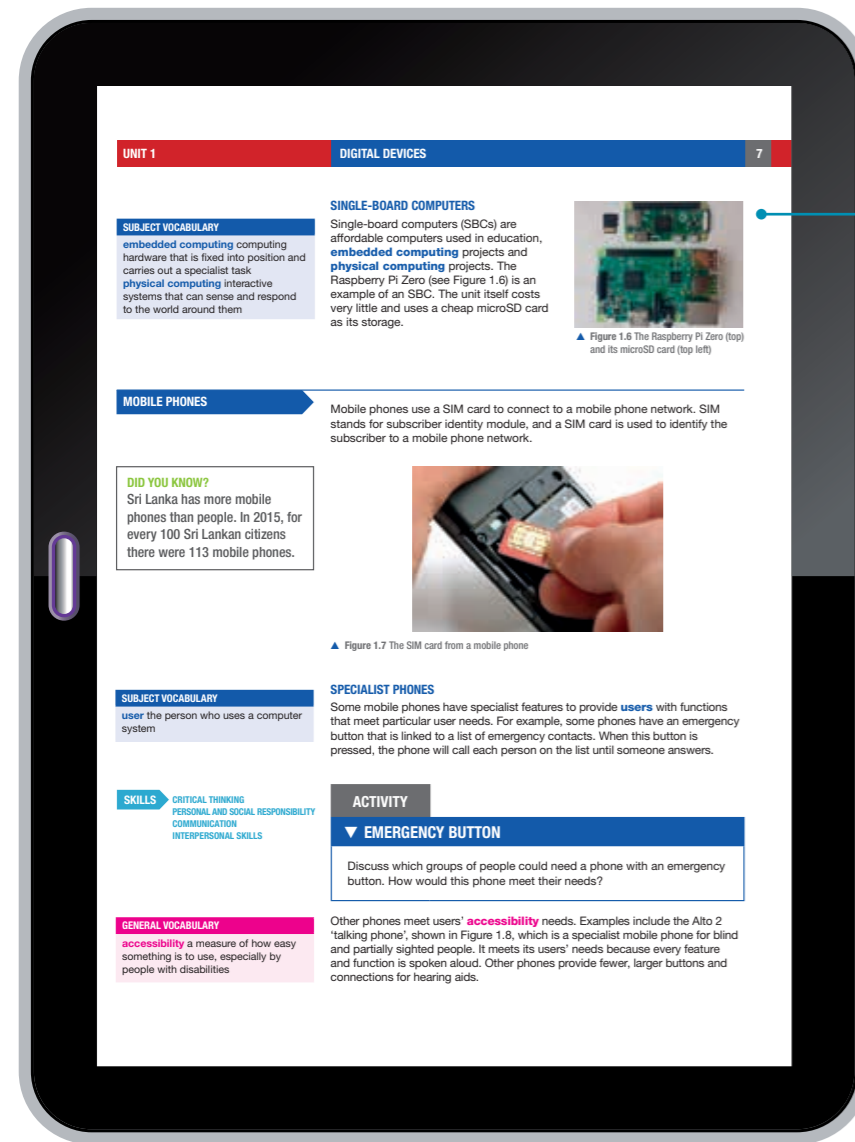 UNIT 1
DIGITAL DEVICES
7
SUBJECT VOCABULARY
embedded computing computing
hardware that is fixed into position and
carries out a specialist task
physical computing interactive
systems that can sense and respond
to the world around them
SINGLE-BOARD COMPUTERS
Single-board computers (SBCs) are
affordable computers used in education,
embedded computing projects and
physical computing projects. The
Raspberry Pi Zero (see Figure 1.6) is an
example of an SBC. The unit itself costs
very little and uses a cheap microSD card
as its storage.
▲ Figure 1.6 The Raspberry Pi Zero (top)
and its microSD card (top left)
MOBILE PHONES
Mobile phones use a SIM card to connect to a mobile phone network. SIM
stands for subscriber identity module, and a SIM card is used to identify the
subscriber to a mobile phone network.
DID YOU KNOW?
Sri Lanka has more mobile
phones than people. In 2015, for
every 100 Sri Lankan citizens
there were 113 mobile phones.
▲ Figure 1.7 The SIM card from a mobile phone
SUBJECT VOCABULARY
user the person who uses a computer
system
SPECIALIST PHONES
Some mobile phones have specialist features to provide users with functions
that meet particular user needs. For example, some phones have an emergency
button that is linked to a list of emergency contacts. When this button is
pressed, the phone will call each person on the list until someone answers.
SKILLS
CRITICAL THINKING
PERSONAL AND SOCIAL RESPONSIBILITY
COMMUNICATION
INTERPERSONAL SKILLS
ACTIVITY
▼ EMERGENCY BUTTON
Discuss which groups of people could need a phone with an emergency
button. How would this phone meet their needs?
GENERAL VOCABULARY
accessibility a measure of how easy
something is to use, especially by
people with disabilities
Other phones meet users' accessibility needs. Examples include the Alto 2
'talking phone', shown in Figure 1.8, which is a specialist mobile phone for blind
and partially sighted people. It meets its users' needs because every feature
and function is spoken aloud. Other phones provide fewer, larger buttons and
connections for hearing aids.